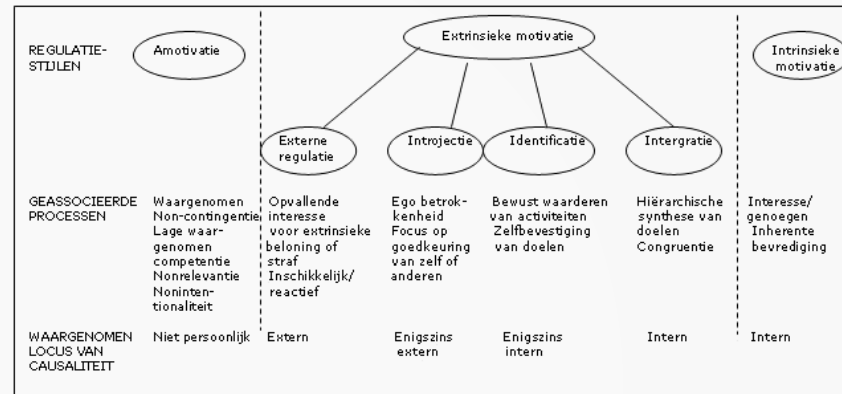 REGULATIE-
STIJLEN
Amotivatie
Extrinsieke motivatie
Intrinsieke
motivatie
Externe
regulatie
Introjectie
Identificatie
Intergratie
GEASSOCIEERDE
PROCESSEN
Waargenomen
Non-contingentie
Lage waar-
genomen
competentie
Nonrelevantie
Noninten-
tionaliteit
Opvallende
interesse
voor extrinsieke
beloning of
straf
Inschikkelijk/
reactief
Ego betrok-
kenheid
Focus op
goedkeuring
van zelf of
anderen
Bewust waarderen
van activiteiten
Zelfbevestiging
van doelen
Hiërarchische
synthese van
doelen
Congruentie
Interesse/
genoegen
Inherente
bevrediging
WAARGENOMEN
LOCUS VAN
CAUSALITEIT
Niet persoonlijk
Extern
Enigszins
extern
Enigszins
intern
Intern
Intern